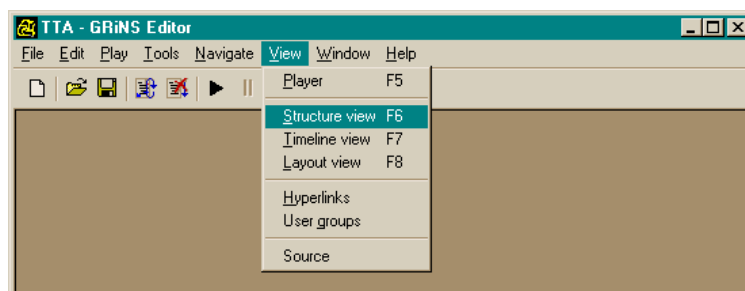 TTA - GRiNS Editor
File Edit Play Tools Navigate View Window Help
Player F5
Structure view F6
Timeline view F7
Layout view F8
Hyperlinks
User groups
Source